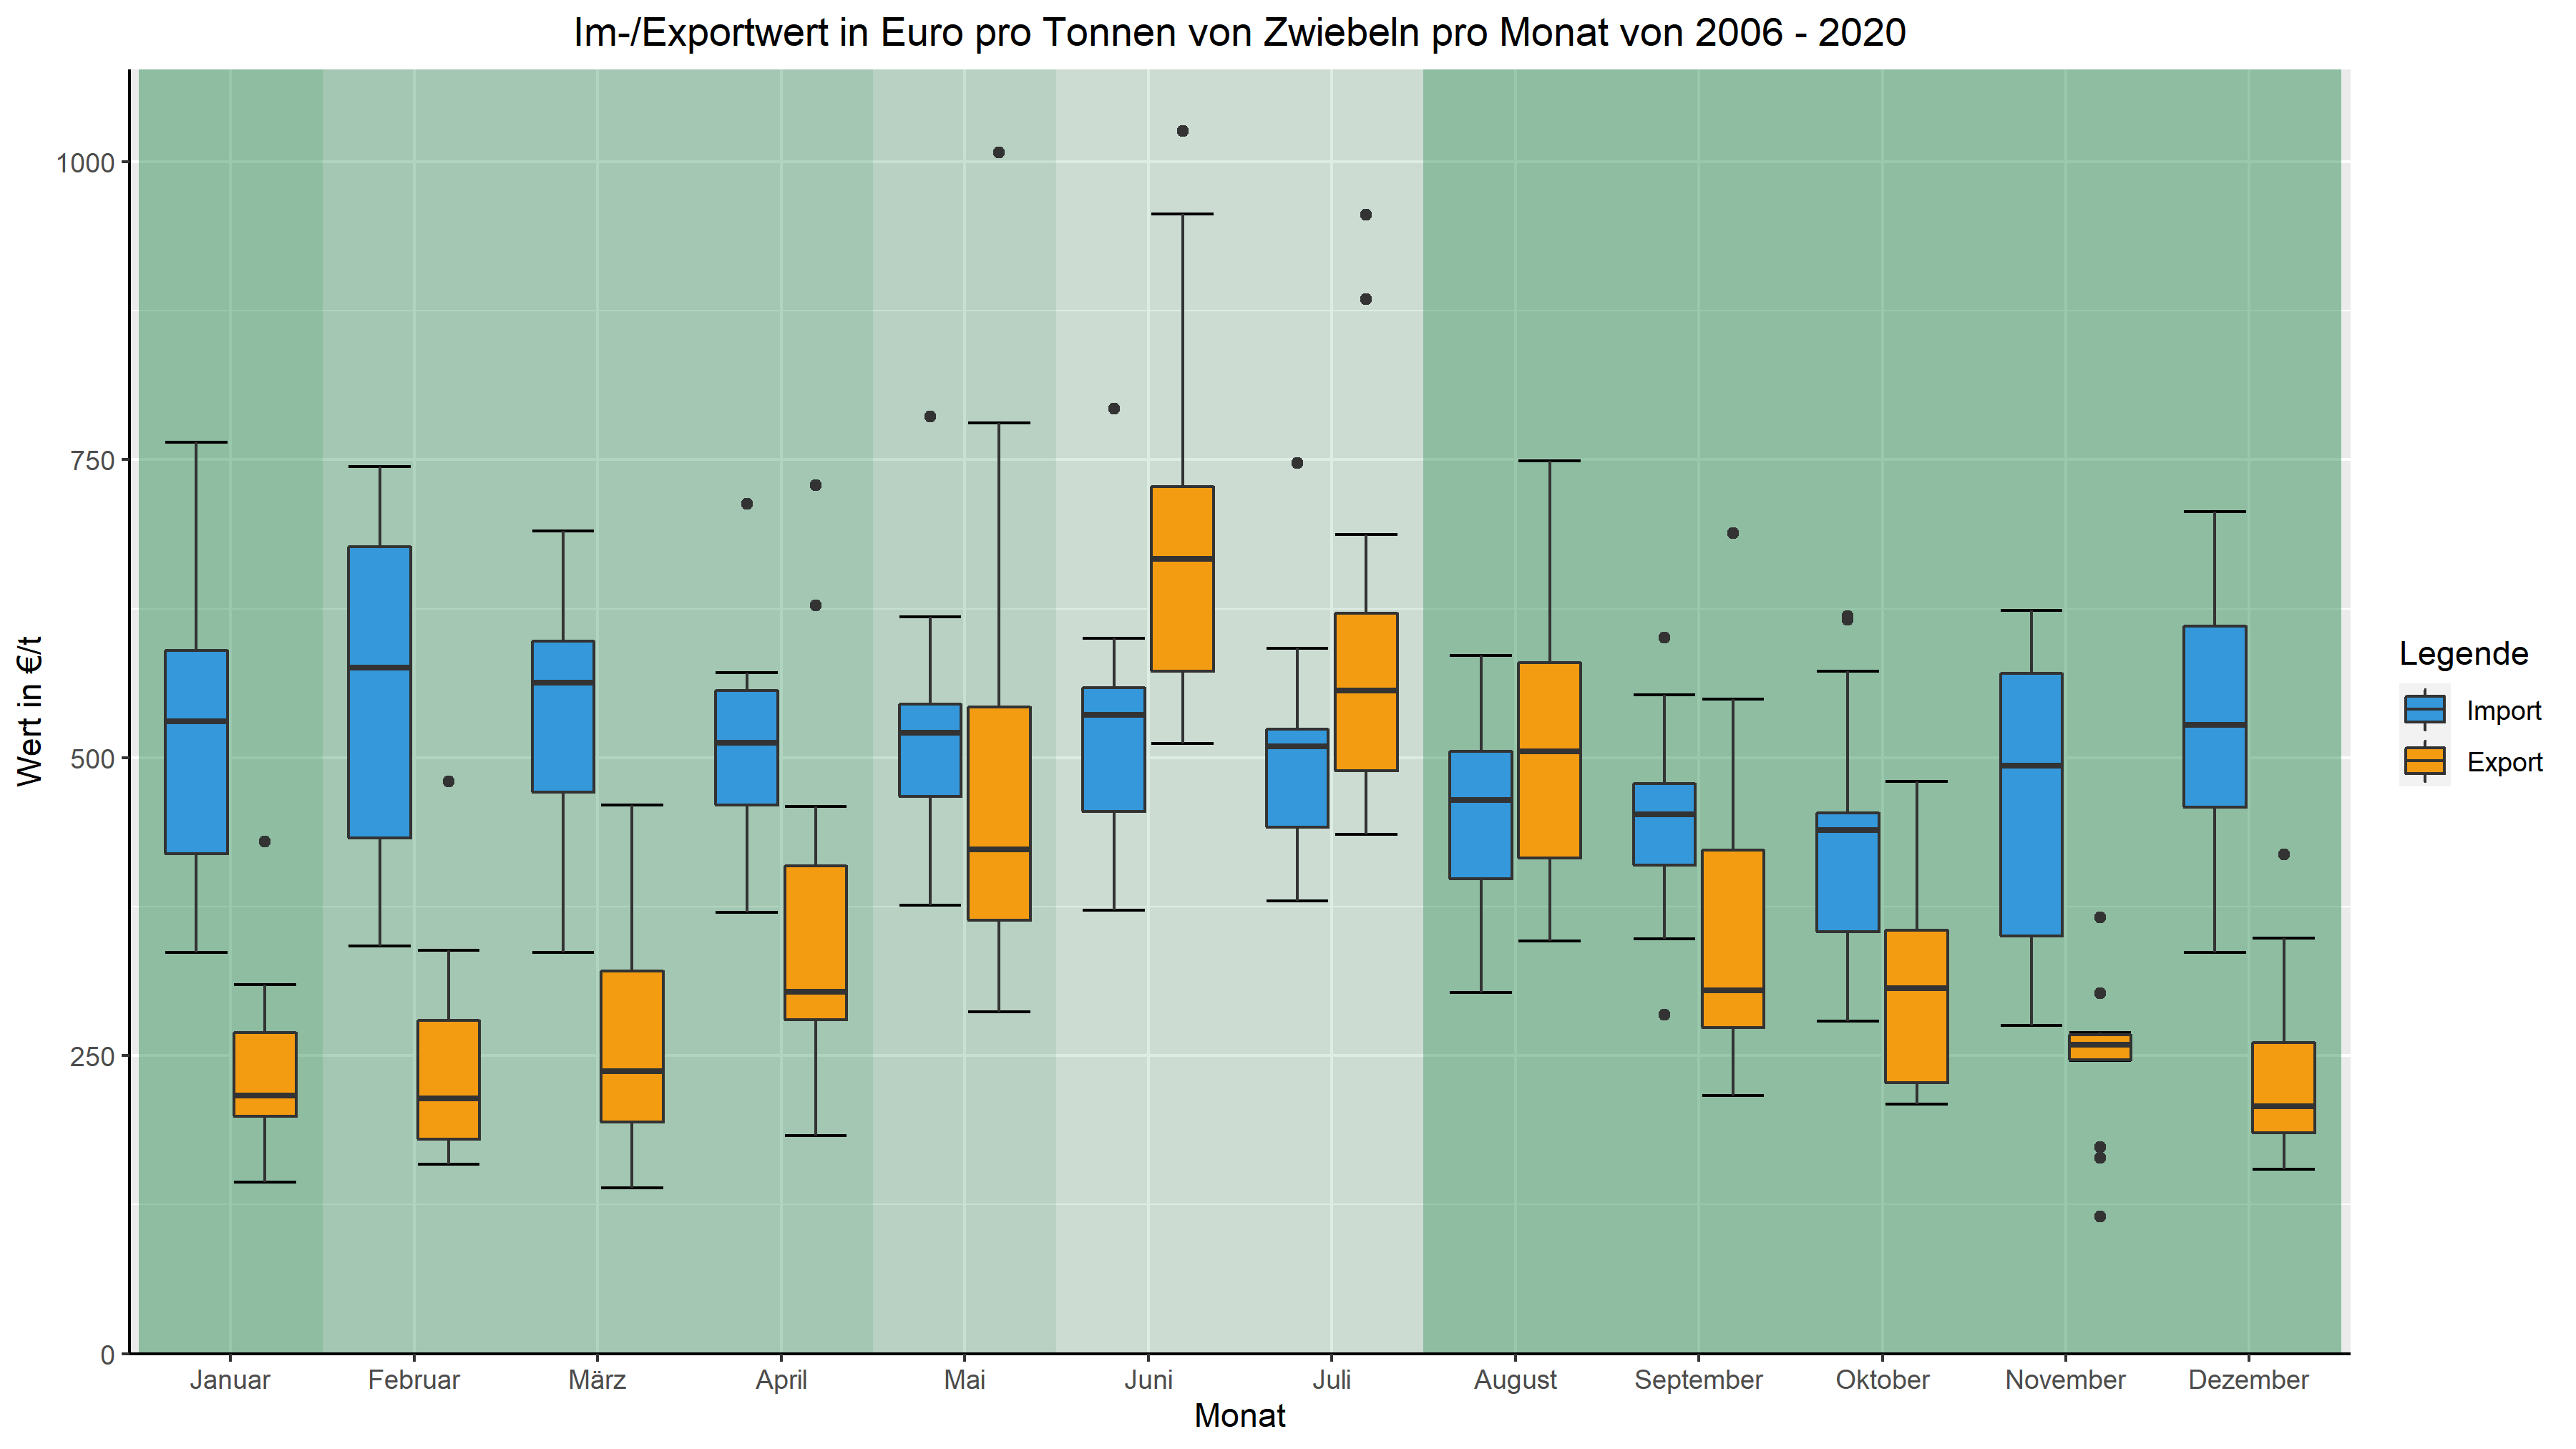 Im-/Exportwert in Euro pro Tonnen von Zwiebeln pro Monat von 2006 - 2020
Wert in €/t
1000
750
500
250
0
Januar Februar März April Mai Juni Juli August September Oktober November Dezember
Monat
Legende
Import
Export